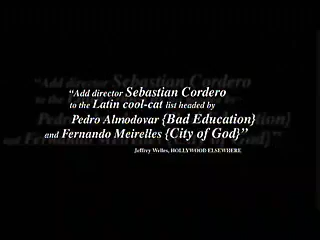 “Add director Sebastian Cordero
to the Latin cool-cat list headed by
Pedro Almodovar {Bad Education}
and Fernando Meirelles {City of God}”
Jeffrey Welles, HOLLYWOOD ELSEWHERE